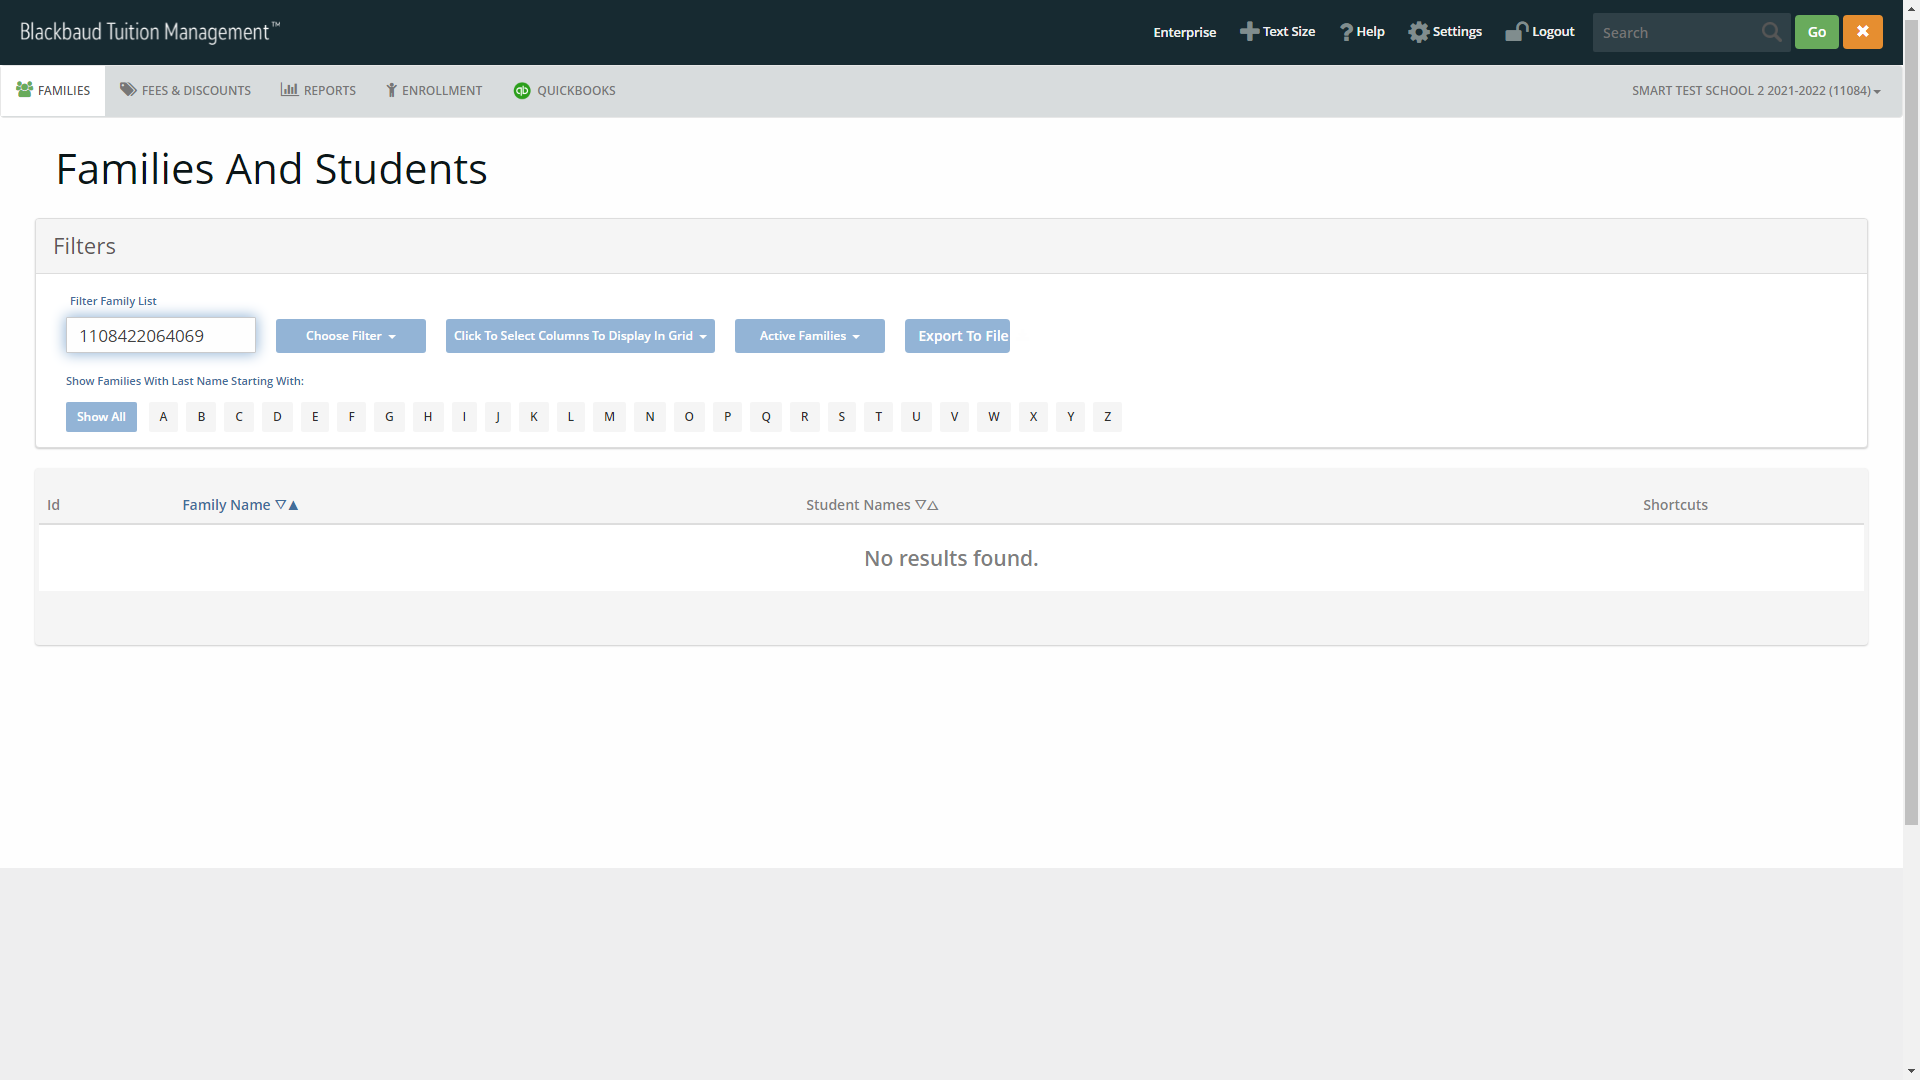 Blackbaud Tuition Management™
Enterprise
Text Size
Help
Settings
Logout
Search
Go
FAMILIES
FEES & DISCOUNTS
REPORTS
ENROLLMENT
qb QUICKBOOKS
SMART TEST SCHOOL 2 2021-2022 (11084)
Families And Students
Filters
Filter Family List
1108422064069
Choose Filter
Click To Select Columns To Display In Grid
Active Families
Export To File
Show Families With Last Name Starting With:
Show All A B C D E F G H I J K L M N O P Q R S T U V W X Y Z
Id Family Name Student Names Shortcuts
No results found.